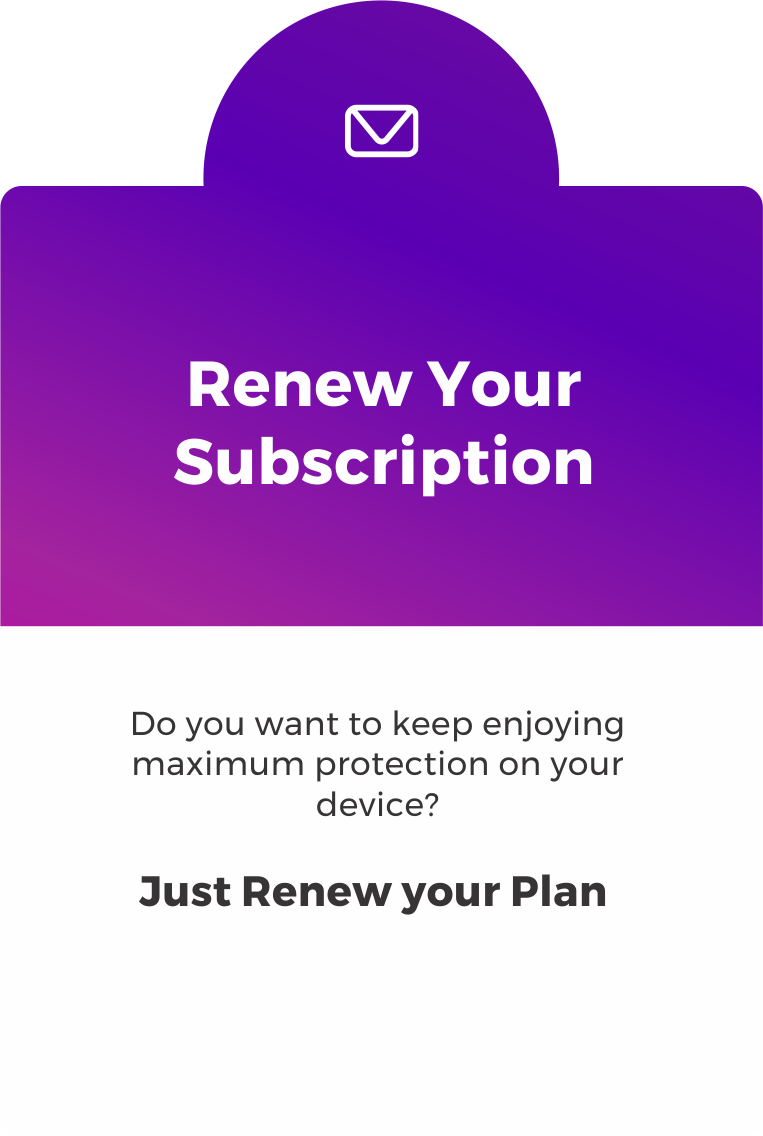 Renew Your
Subscription
Do you want to keep enjoying
maximum protection on your
device?
Just Renew your Plan